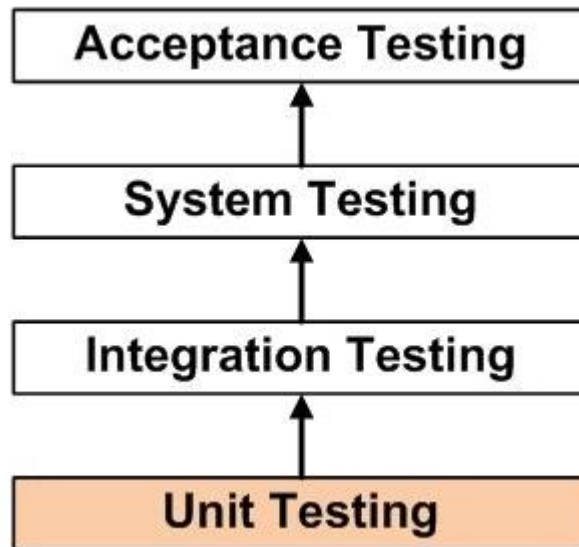 Acceptance Testing
System Testing
Integration Testing
Unit Testing